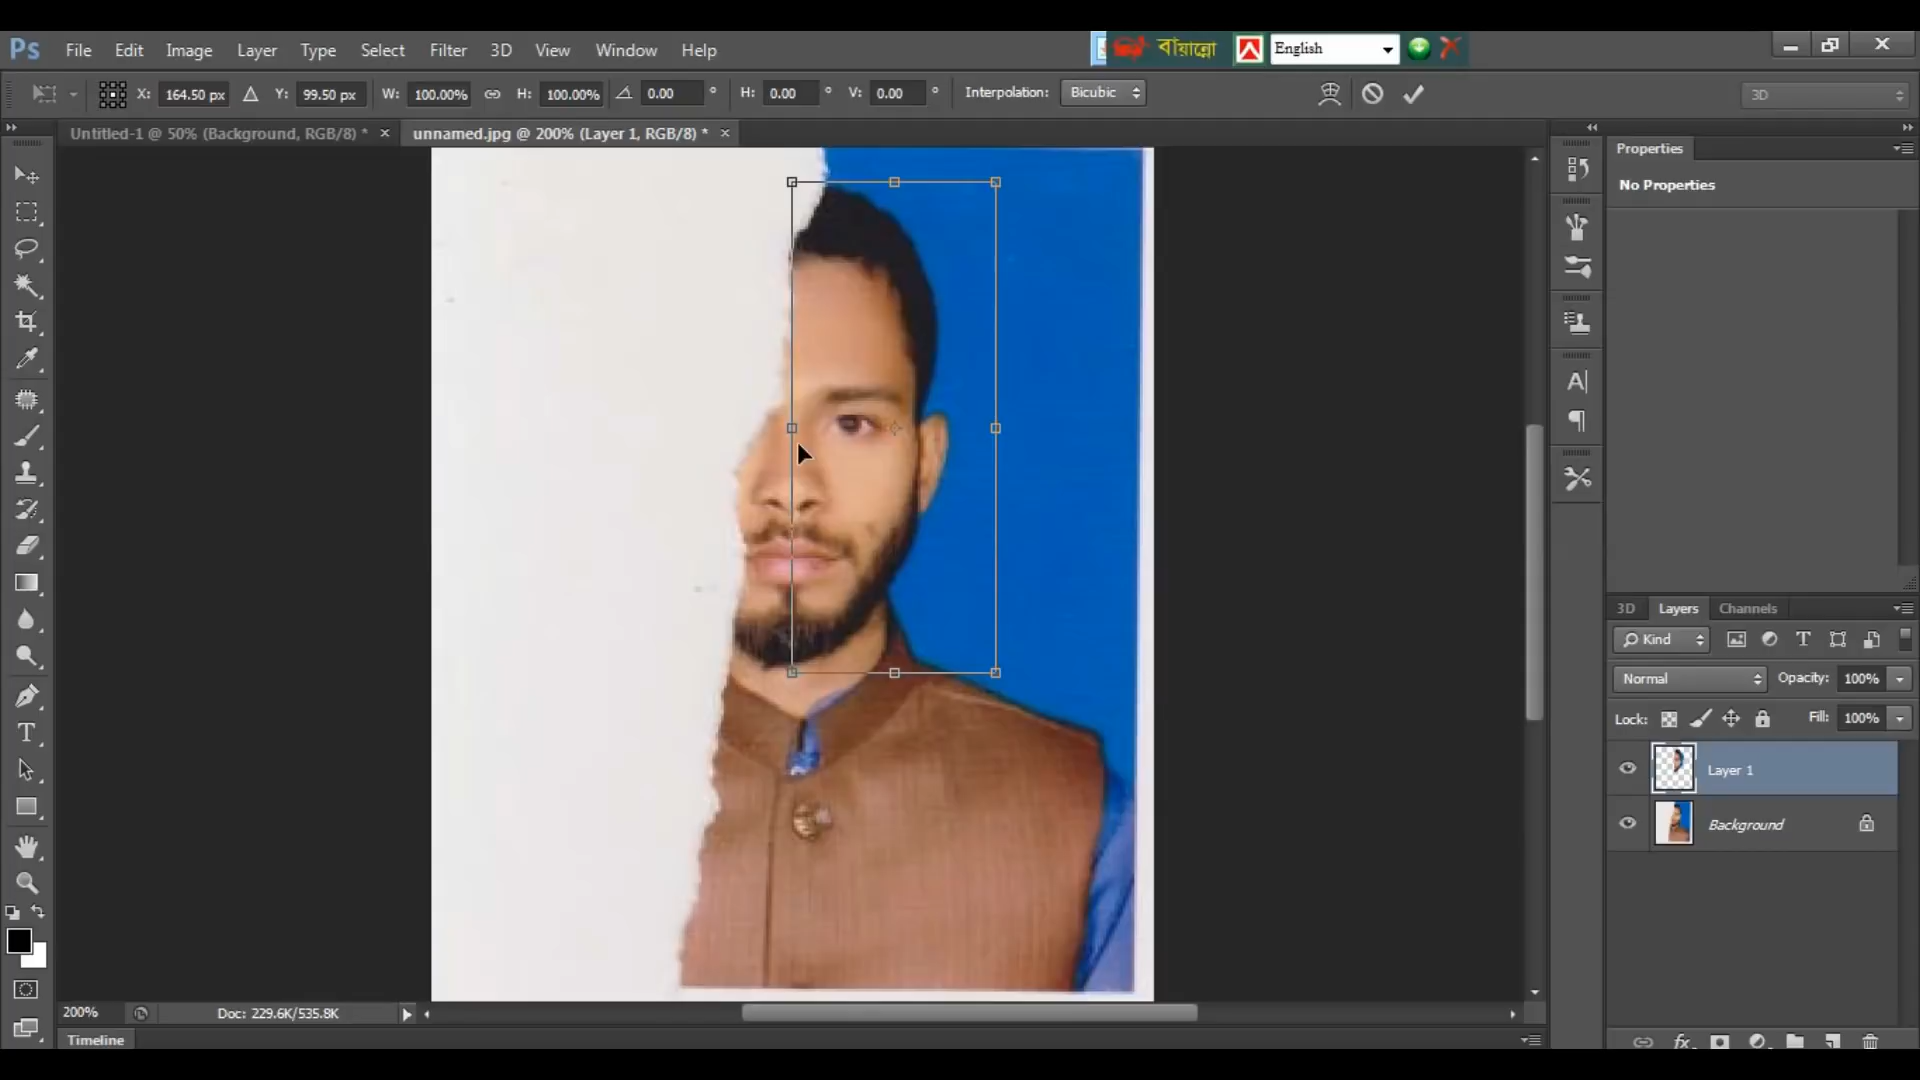 Ps File Edit Image Layer Type Select Filter 3D View Window Help বায়ান্নো English
X: 164.50 px Y: 99.50 px W: 100.00% H: 100.00% 0.00 ° H: 0.00 ° V: 0.00 ° Interpolation: Bicubic 3D
Untitled-1 @ 50% (Background, RGB/8) * × unnamed.jpg @ 200% (Layer 1, RGB/8) * ×
Properties
No Properties
3D Layers Channels
Kind
Normal Opacity: 100%
Lock: Fill: 100%
Layer 1
Background
200% Doc: 229.6K/535.8K
Timeline